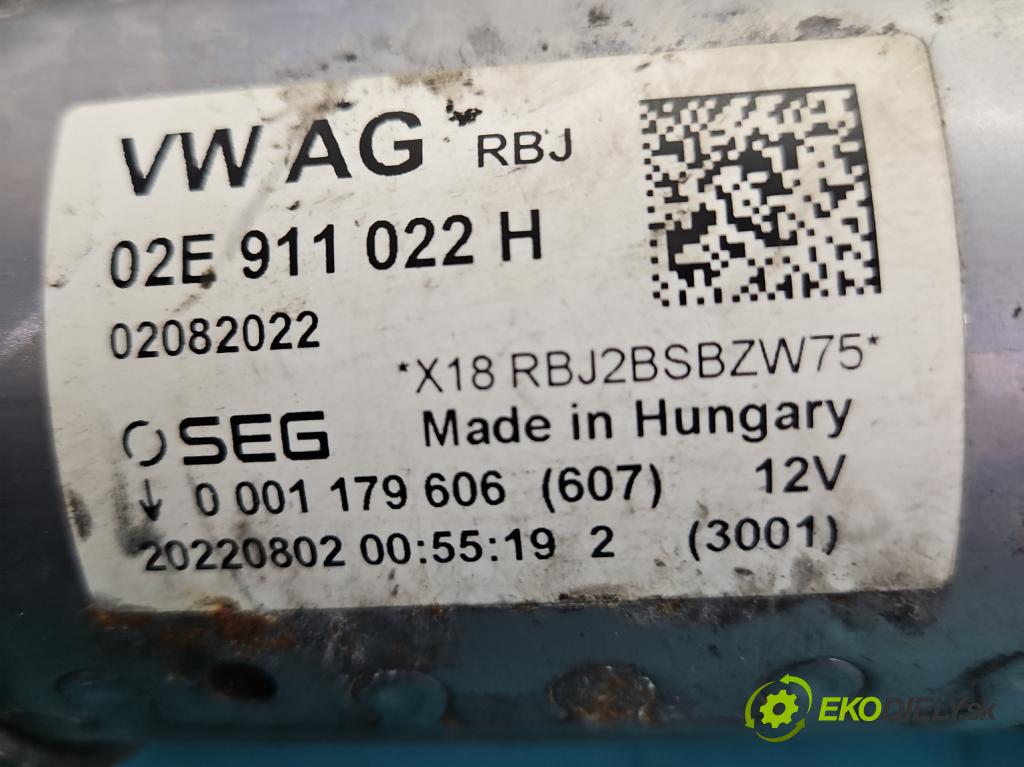 VW AG RBJ
02E 911 022 H
02082022
*X18 RBJ2BSBZW75*
SEG Made in Hungary
↓ 0 001 179 606 (607) 12V
20220802 00:55:19 2 (3001)
EKODIELY.sk